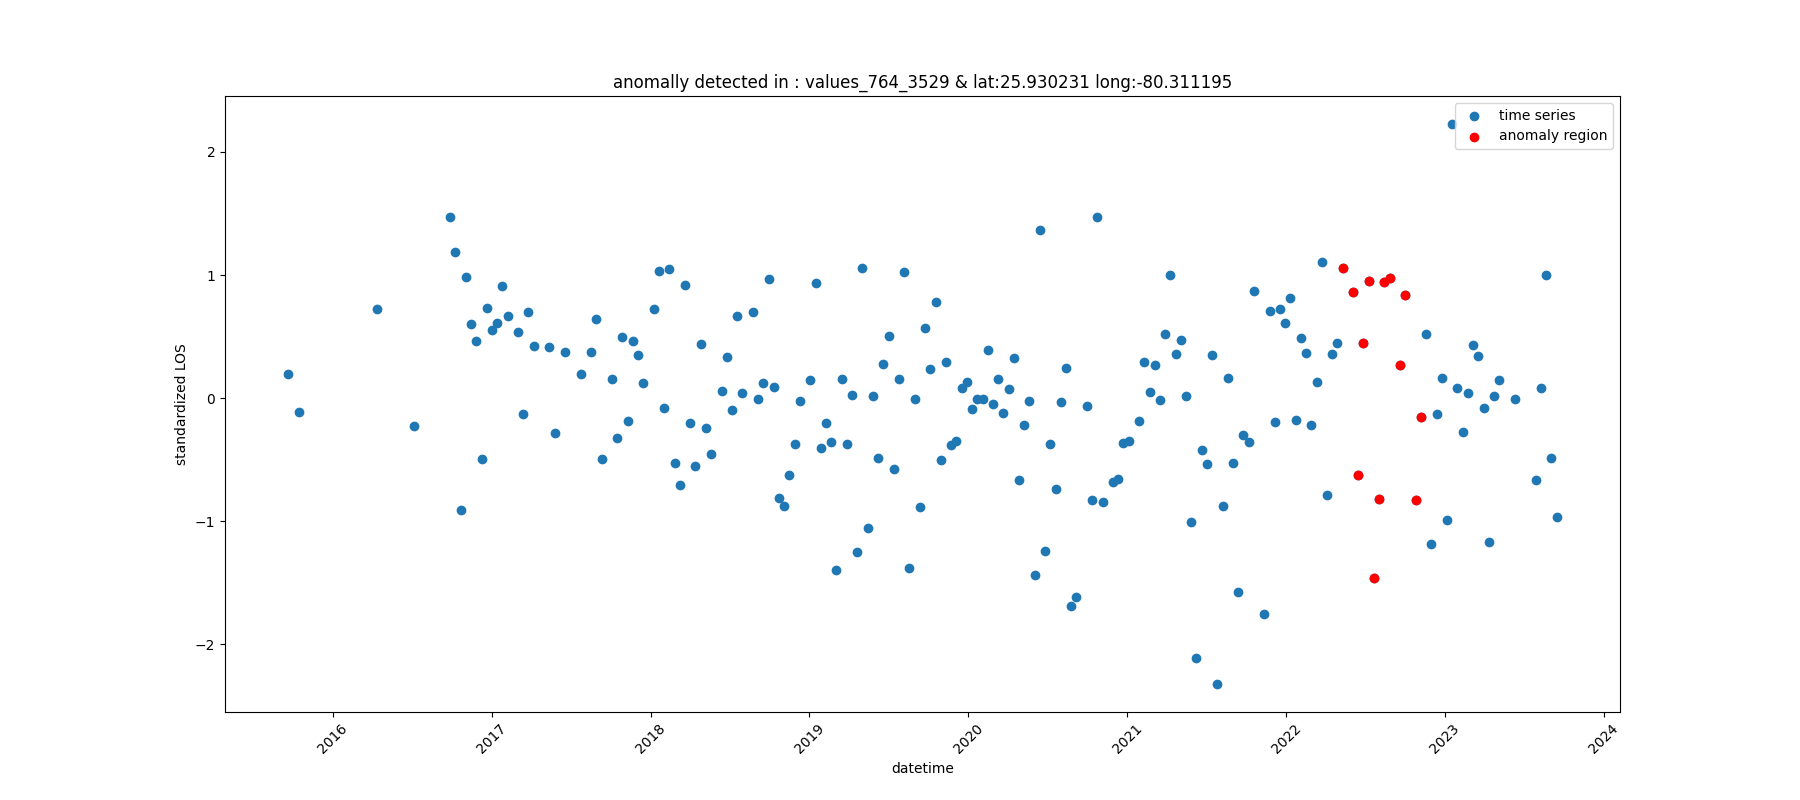 anomally detected in : values_764_3529 & lat:25.930231 long:-80.311195
time series
anomaly region
standardized LOS
2
1
0
−1
−2
2016
2017
2018
2019
2020
2021
2022
2023
2024
datetime